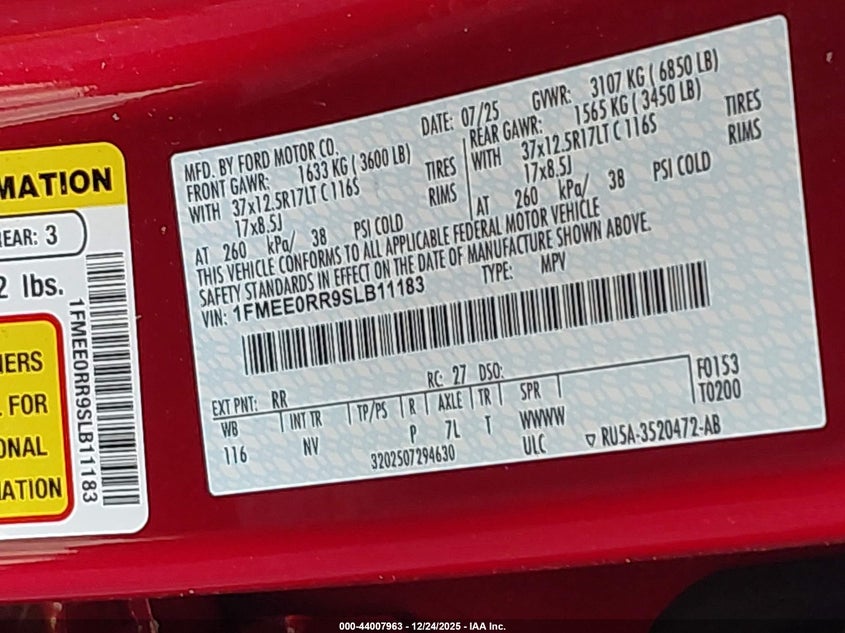 MATION
EAR: 3
2 lbs.
1FMEE0RR9SLB11183
ERS
FOR
ONAL
MATION
MFD. BY FORD MOTOR CO.
DATE: 07/25 GVWR: 3107 KG ( 6850 LB)
FRONT GAWR: 1633 KG ( 3600 LB)
WITH 37x12.5R17LT C 116S TIRES
17x8.5J RIMS
AT 260 kPa/ 38 PSI COLD
REAR GAWR: 1565 KG ( 3450 LB)
WITH 37x12.5R17LT C 116S TIRES
17x8.5J RIMS
AT 260 kPa/ 38 PSI COLD
THIS VEHICLE CONFORMS TO ALL APPLICABLE FEDERAL MOTOR VEHICLE
SAFETY STANDARDS IN EFFECT ON THE DATE OF MANUFACTURE SHOWN ABOVE.
VIN: 1FMEE0RR9SLB11183 TYPE: MPV
EXT PNT: RR RC: 27 DSO:
WB INT TR TP/PS R AXLE TR SPR
116 NV P 7L T WWWW
3202507294630 ULC
F0153
T0200
▽ RU5A-3520472-AB
000-44007963 - 12/24/2025 - IAA Inc.